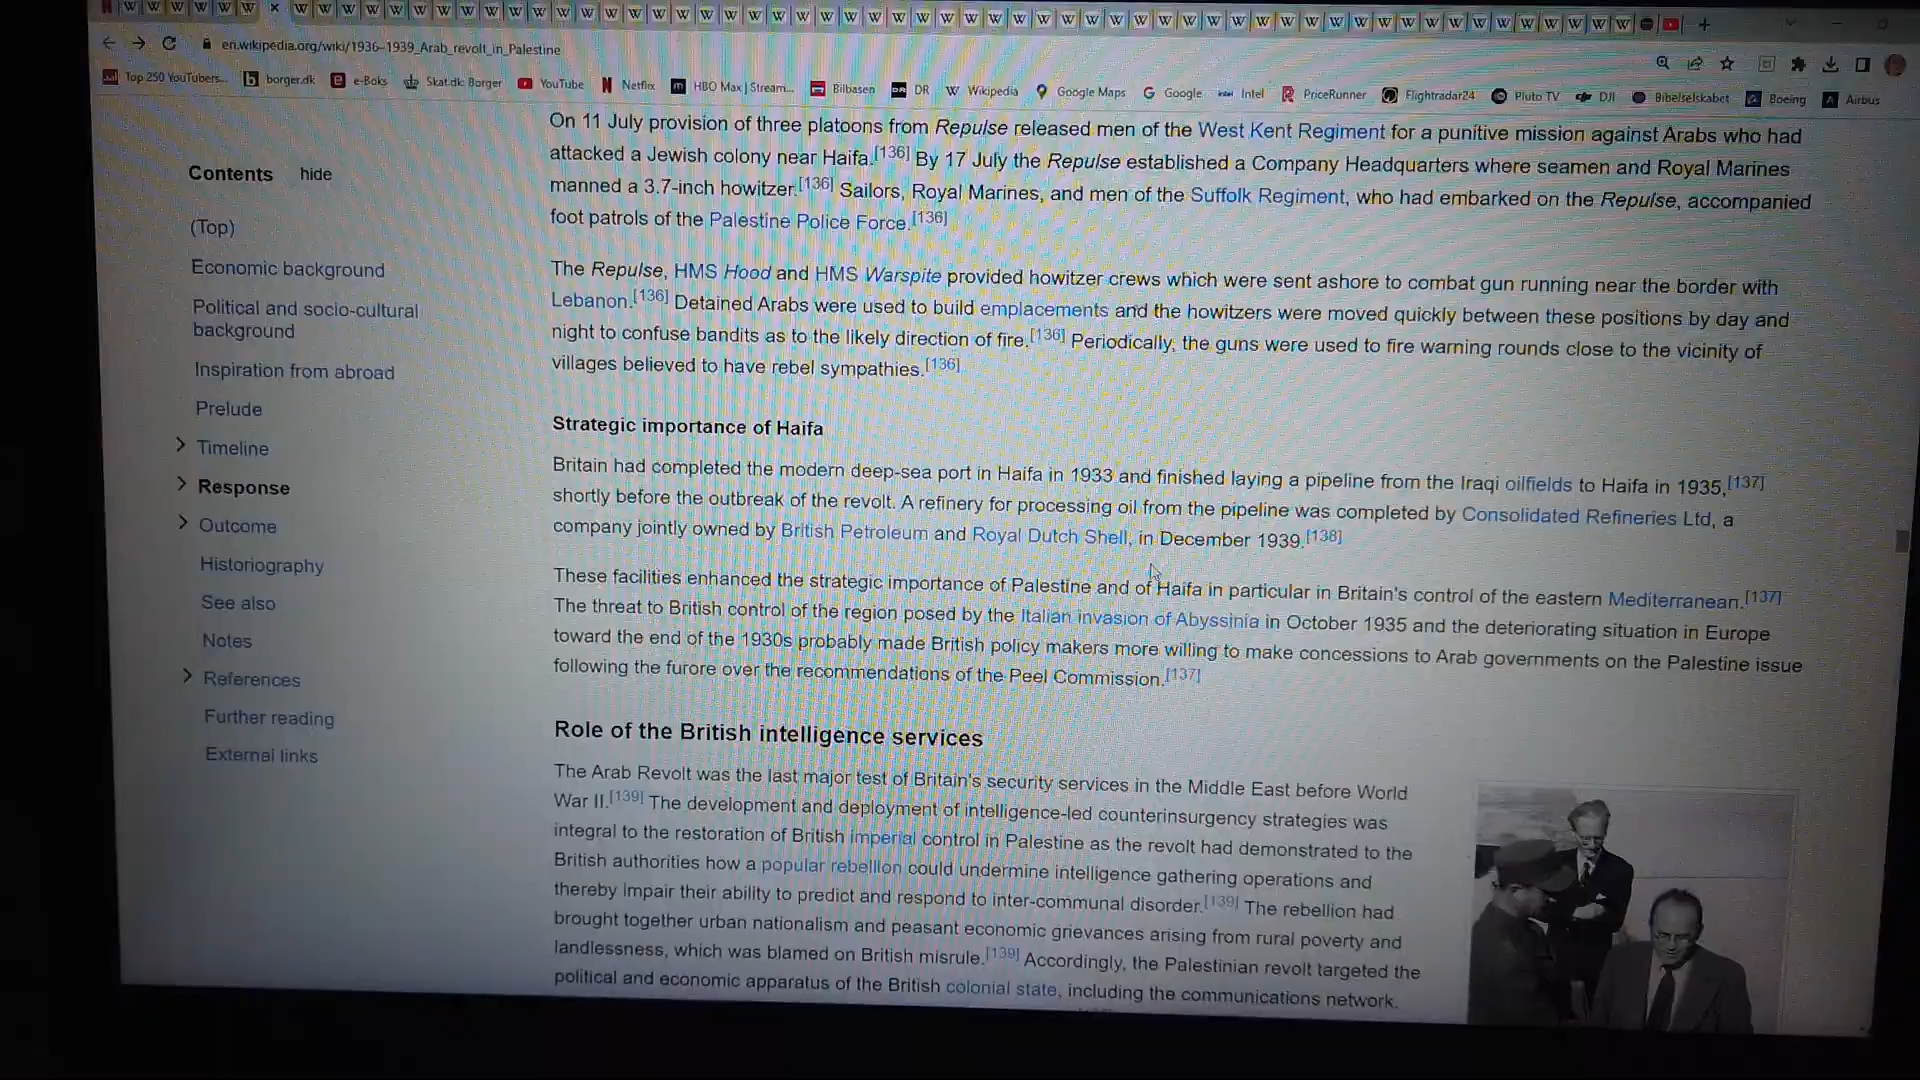 en.wikipedia.org/wiki/1936–1939_Arab_revolt_in_Palestine
Top 250 YouTubers... borger.dk e-Boks Skat.dk: Borger YouTube Netflix HBO Max | Stream... Bilbasen DR Wikipedia Google Maps Google Intel PriceRunner Flightradar24 Pluto TV DJI Bibelselskabet Boeing Airbus
Contents hide
(Top)
Economic background
Political and socio-cultural
background
Inspiration from abroad
Prelude
Timeline
Response
Outcome
Historiography
See also
Notes
References
Further reading
External links
On 11 July provision of three platoons from Repulse released men of the West Kent Regiment for a punitive mission against Arabs who had
attacked a Jewish colony near Haifa.[136] By 17 July the Repulse established a Company Headquarters where seamen and Royal Marines
manned a 3.7-inch howitzer.[136] Sailors, Royal Marines, and men of the Suffolk Regiment, who had embarked on the Repulse, accompanied
foot patrols of the Palestine Police Force.[136]
The Repulse, HMS Hood and HMS Warspite provided howitzer crews which were sent ashore to combat gun running near the border with
Lebanon.[136] Detained Arabs were used to build emplacements and the howitzers were moved quickly between these positions by day and
night to confuse bandits as to the likely direction of fire.[136] Periodically, the guns were used to fire warning rounds close to the vicinity of
villages believed to have rebel sympathies.[136]
Strategic importance of Haifa
Britain had completed the modern deep-sea port in Haifa in 1933 and finished laying a pipeline from the Iraqi oilfields to Haifa in 1935,[137]
shortly before the outbreak of the revolt. A refinery for processing oil from the pipeline was completed by Consolidated Refineries Ltd, a
company jointly owned by British Petroleum and Royal Dutch Shell, in December 1939.[138]
These facilities enhanced the strategic importance of Palestine and of Haifa in particular in Britain's control of the eastern Mediterranean.[137]
The threat to British control of the region posed by the Italian invasion of Abyssinia in October 1935 and the deteriorating situation in Europe
toward the end of the 1930s probably made British policy makers more willing to make concessions to Arab governments on the Palestine issue
following the furore over the recommendations of the Peel Commission.[137]
Role of the British intelligence services
The Arab Revolt was the last major test of Britain's security services in the Middle East before World
War II.[139] The development and deployment of intelligence-led counterinsurgency strategies was
integral to the restoration of British imperial control in Palestine as the revolt had demonstrated to the
British authorities how a popular rebellion could undermine intelligence gathering operations and
thereby impair their ability to predict and respond to inter-communal disorder.[139] The rebellion had
brought together urban nationalism and peasant economic grievances arising from rural poverty and
landlessness, which was blamed on British misrule.[139] Accordingly, the Palestinian revolt targeted the
political and economic apparatus of the British colonial state, including the communications network.